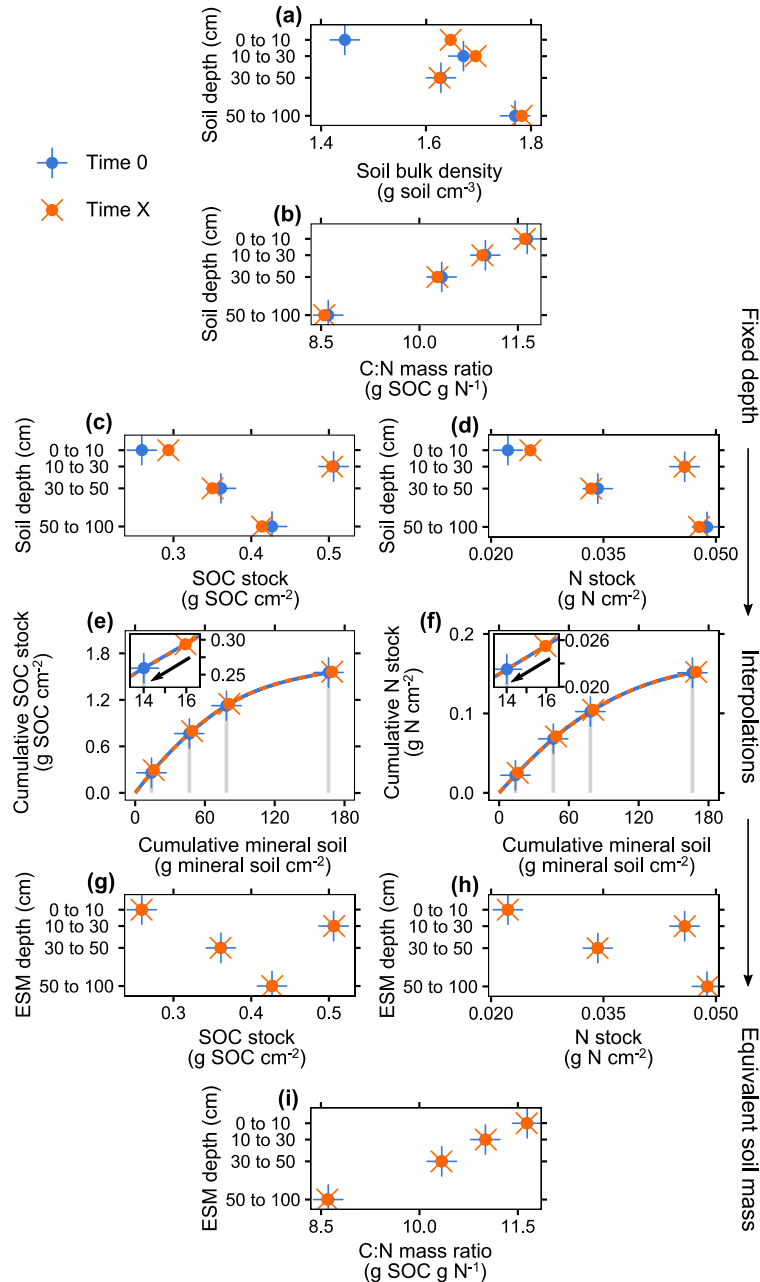 (a)
Soil depth (cm)
0 to 10
10 to 30
30 to 50
50 to 100
1.4
1.6
1.8
Soil bulk density
(g soil cm⁻³)
Time 0
Time X
(b)
Soil depth (cm)
0 to 10
10 to 30
30 to 50
50 to 100
8.5
10.0
11.5
C:N mass ratio
(g SOC g N⁻¹)
Fixed depth
(c)
Soil depth (cm)
0 to 10
10 to 30
30 to 50
50 to 100
0.3
0.4
0.5
SOC stock
(g SOC cm⁻²)
(d)
Soil depth (cm)
0 to 10
10 to 30
30 to 50
50 to 100
0.020
0.035
0.050
N stock
(g N cm⁻²)
(e)
Cumulative SOC stock
(g SOC cm⁻²)
1.8
1.2
0.6
0.0
0.30
0.25
14
16
0
60
120
180
Cumulative mineral soil
(g mineral soil cm⁻²)
(f)
Cumulative N stock
(g N cm⁻²)
0.2
0.1
0.0
0.026
0.020
14
16
0
60
120
180
Cumulative mineral soil
(g mineral soil cm⁻²)
Interpolations
(g)
ESM depth (cm)
0 to 10
10 to 30
30 to 50
50 to 100
0.3
0.4
0.5
SOC stock
(g SOC cm⁻²)
(h)
ESM depth (cm)
0 to 10
10 to 30
30 to 50
50 to 100
0.020
0.035
0.050
N stock
(g N cm⁻²)
(i)
ESM depth (cm)
0 to 10
10 to 30
30 to 50
50 to 100
8.5
10.0
11.5
C:N mass ratio
(g SOC g N⁻¹)
Equivalent soil mass